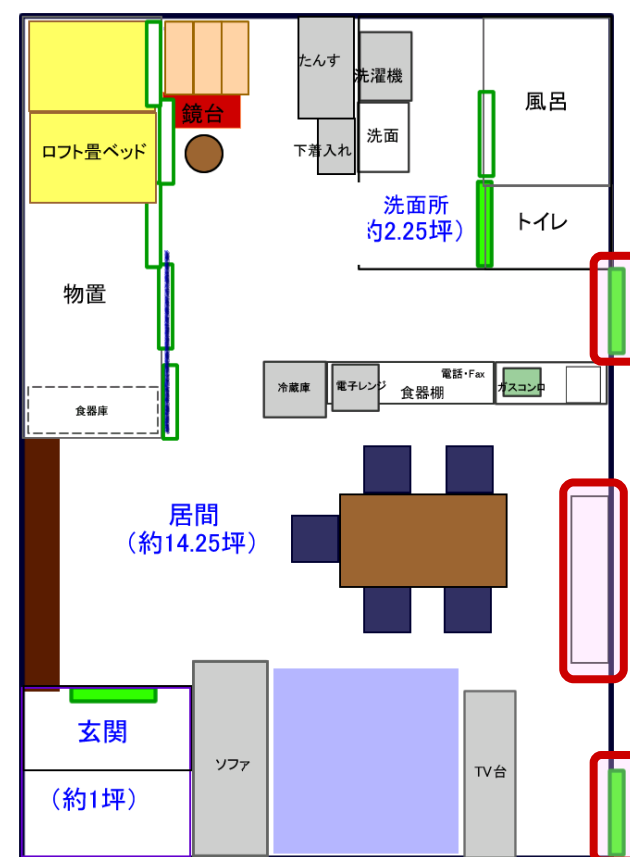 たんす
洗濯機
風呂
鏡台
ロフト畳ベッド
下着入れ
洗面
洗面所
約2.25坪）
トイレ
物置
冷蔵庫
電子レンジ
電話・Fax
食器棚
ガスコンロ
食器庫
居間
（約14.25坪）
玄関
（約1坪）
ソファ
TV台